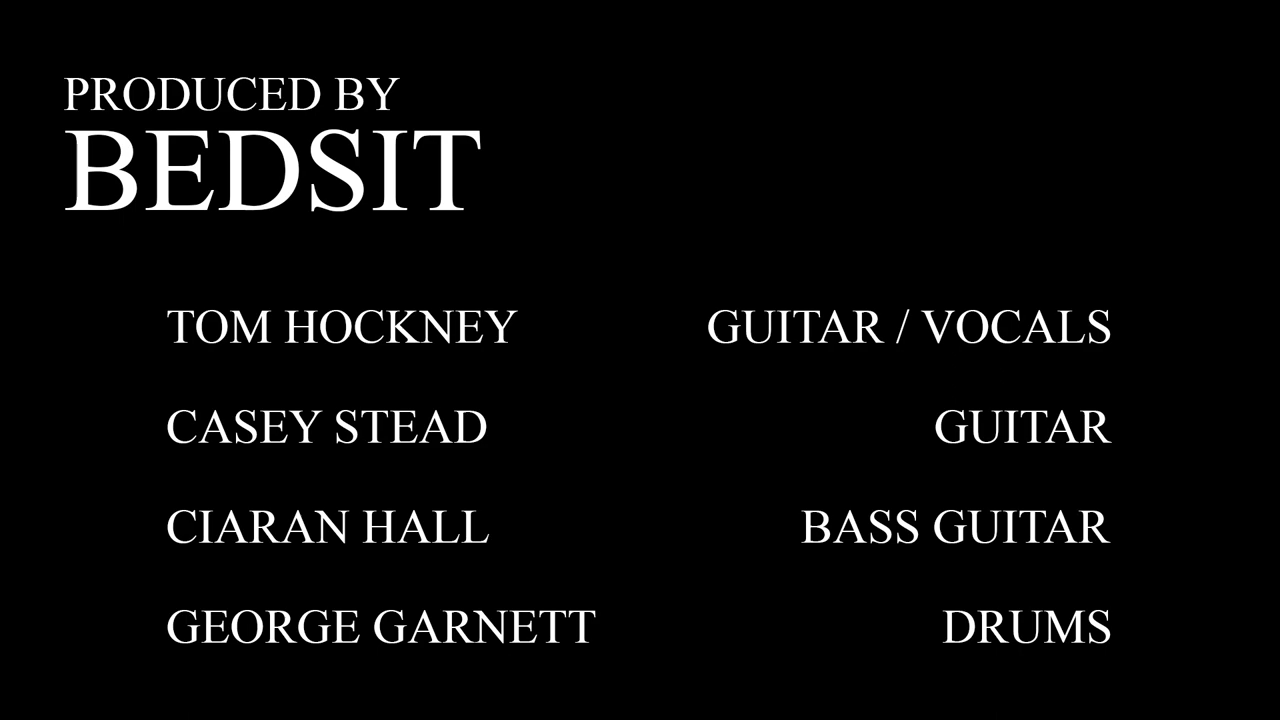 PRODUCED BY
BEDSIT
TOM HOCKNEY GUITAR / VOCALS
CASEY STEAD GUITAR
CIARAN HALL BASS GUITAR
GEORGE GARNETT DRUMS